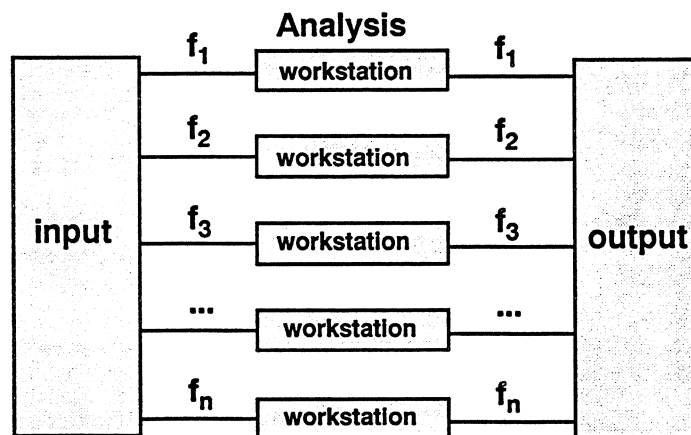 Analysis
f1 workstation f1
f2 workstation f2
input f3 workstation f3 output
... workstation ...
fn workstation fn